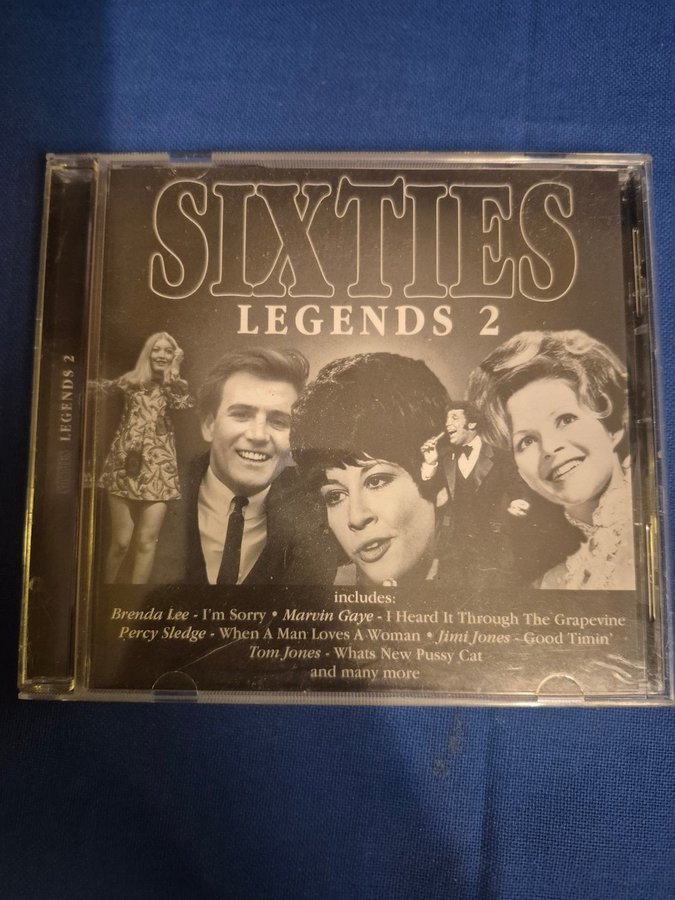 SIXTIES
LEGENDS 2
LEGENDS 2
includes:
Brenda Lee - I'm Sorry • Marvin Gaye - I Heard It Through The Grapevine
Percy Sledge - When A Man Loves A Woman • Jimi Jones - Good Timin'
Tom Jones - Whats New Pussy Cat
and many more